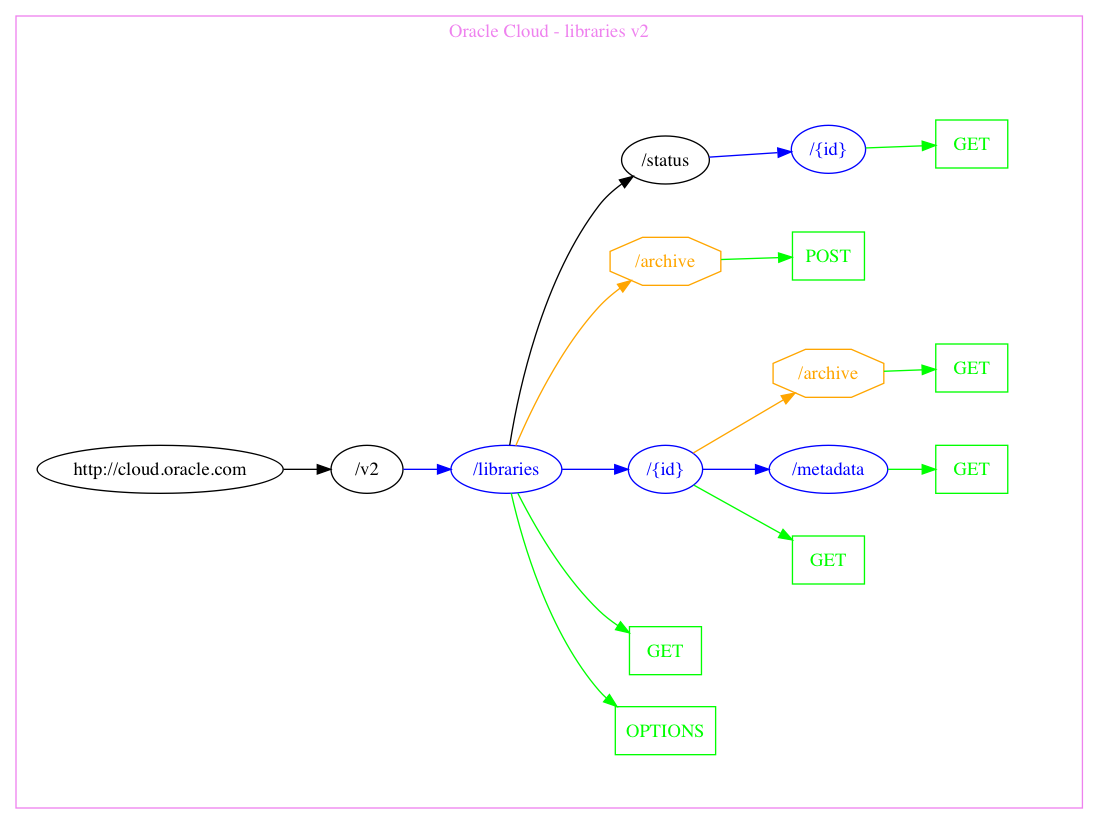 Oracle Cloud - libraries v2
/status
/{id}
GET
/archive
POST
/archive
GET
http://cloud.oracle.com
/v2
/libraries
/{id}
/metadata
GET
GET
GET
OPTIONS